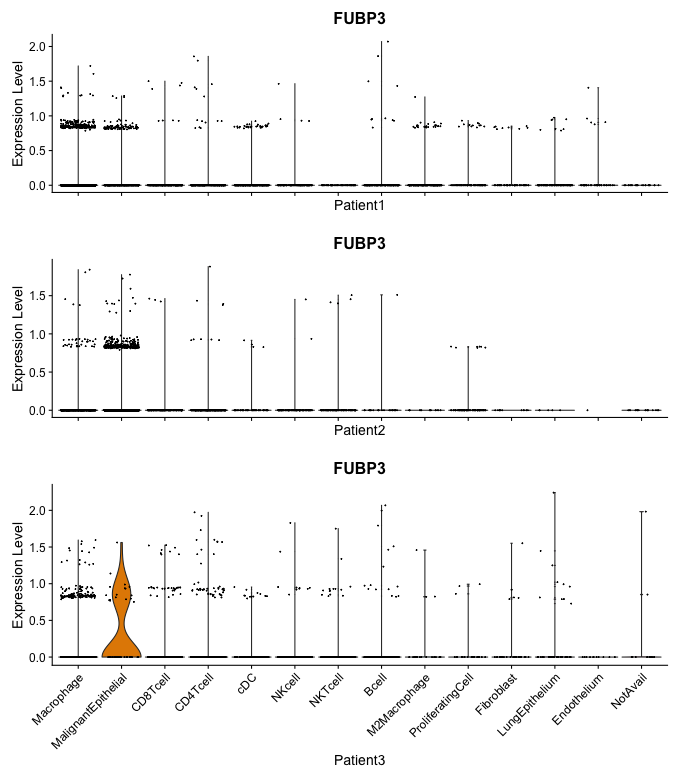 FUBP3
Expression Level
2.0
1.5
1.0
0.5
0.0
Patient1
FUBP3
Expression Level
1.5
1.0
0.5
0.0
Patient2
FUBP3
Expression Level
2.0
1.5
1.0
0.5
0.0
Macrophage
MalignantEpithelial
CD8Tcell
CD4Tcell
cDC
NKcell
NKTcell
Bcell
M2Macrophage
ProliferatingCell
Fibroblast
LungEpithelium
Endothelium
NotAvail
Patient3